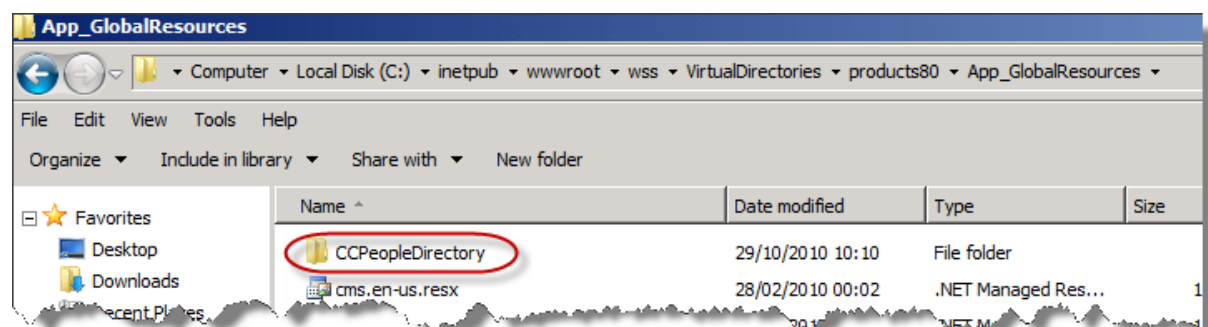 App_GlobalResources
Computer Local Disk (C:) inetpub wwwroot wss VirtualDirectories products80 App_GlobalResources
File Edit View Tools Help
Organize Include in library Share with New folder
Favorites
Name Date modified Type Size
Desktop
CCPeopleDirectory 29/10/2010 10:10 File folder
Downloads
cms.en-us.resx 28/02/2010 00:02 .NET Managed Res... 1